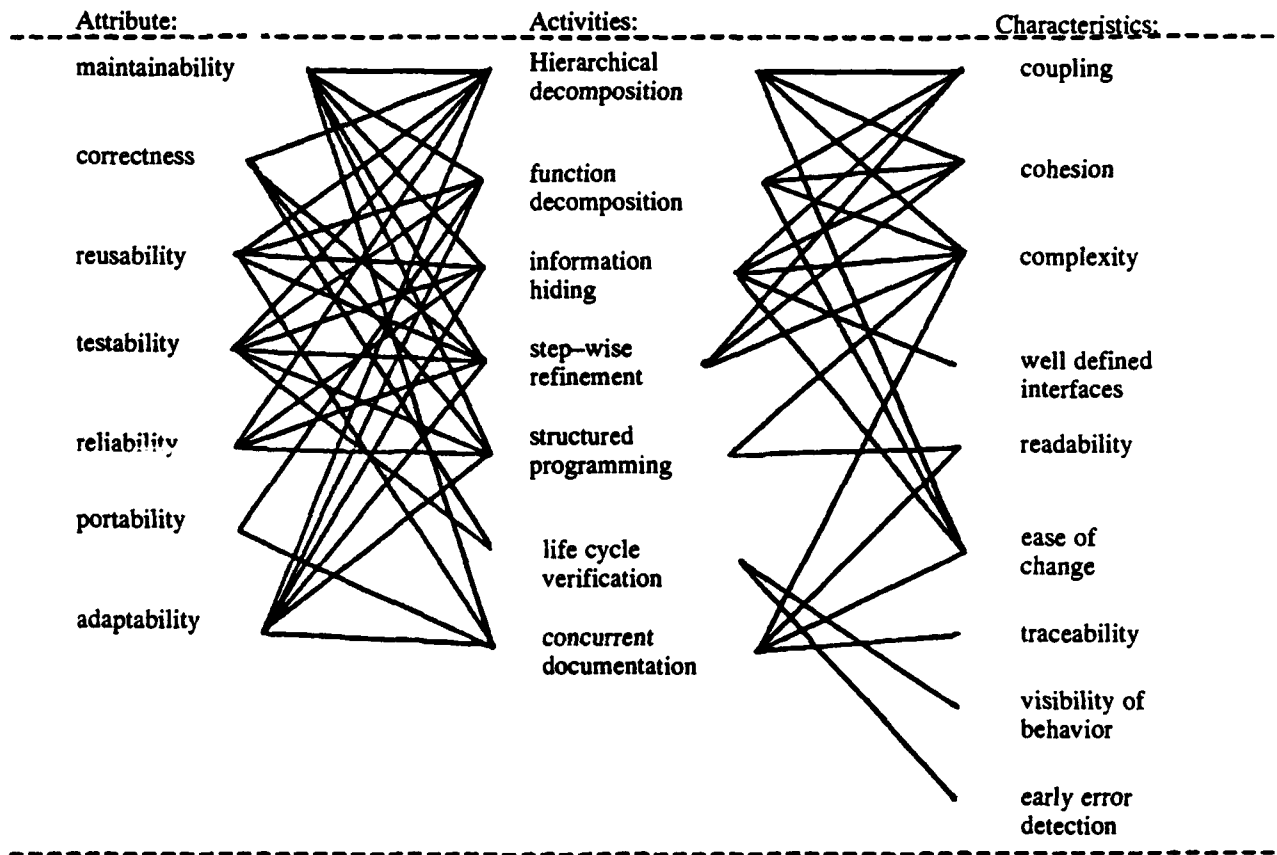 Attribute:
Activities:
Characteristics:
maintainability
Hierarchical
decomposition
coupling
correctness
function
decomposition
cohesion
reusability
information
hiding
complexity
testability
step–wise
refinement
well defined
interfaces
reliability
structured
programming
readability
portability
life cycle
verification
ease of
change
adaptability
concurrent
documentation
traceability
visibility of
behavior
early error
detection